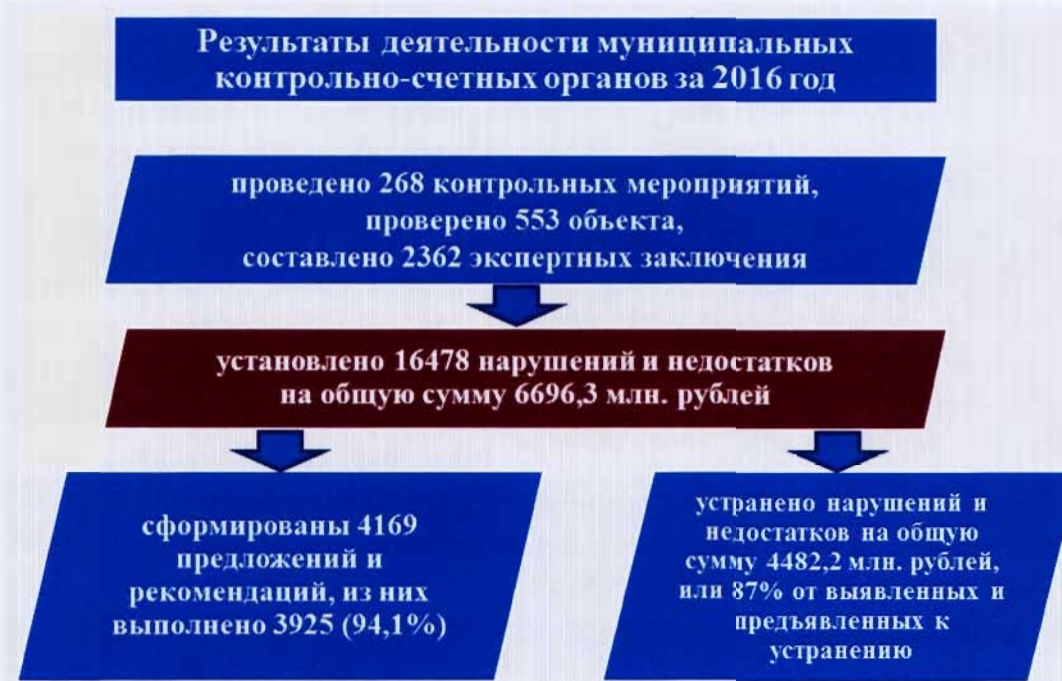 Результаты деятельности муниципальных
контрольно-счетных органов за 2016 год
проведено 268 контрольных мероприятий,
проверено 553 объекта,
составлено 2362 экспертных заключения
установлено 16478 нарушений и недостатков
на общую сумму 6696,3 млн. рублей
сформированы 4169
предложений и
рекомендаций, из них
выполнено 3925 (94,1%)
устранено нарушений и
недостатков на общую
сумму 4482,2 млн. рублей,
или 87% от выявленных и
предъявленных к
устранению